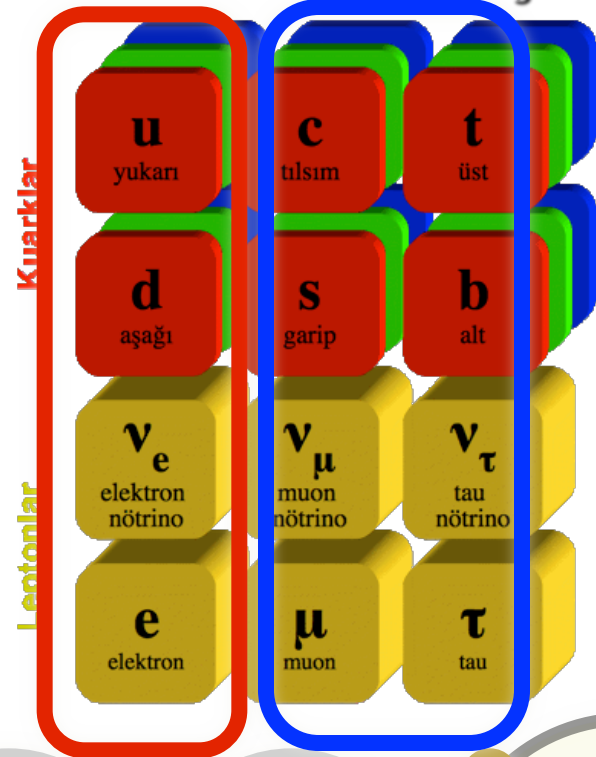 Kuarklar
u
yukarı
c
tılsım
t
üst
d
aşağı
s
garip
b
alt
Leptonlar
νe
elektron
nötrino
νμ
muon
nötrino
ντ
tau
nötrino
e
elektron
μ
muon
τ
tau